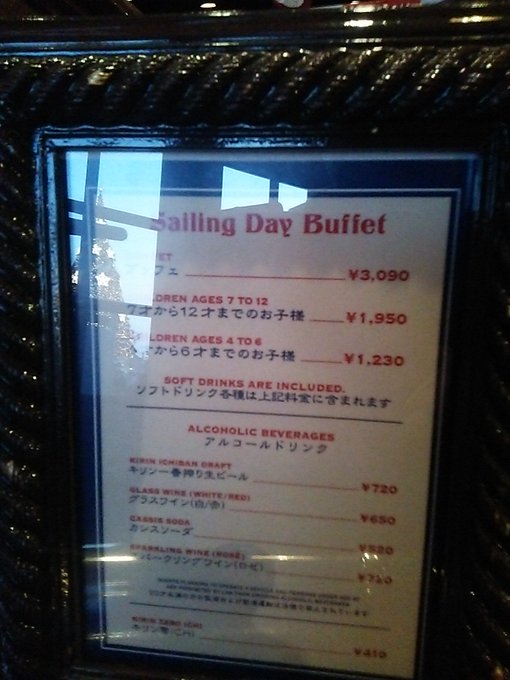 Sailing Day Buffet
フェ ¥3,090
AGES 7 TO 12
7才から12才までのお子様 ¥1,950
AGES 4 TO 6
から6才までのお子様 ¥1,230
SOFT DRINKS ARE INCLUDED.
ソフトドリンク各種は上記料金に含まれます
ALCOHOLIC BEVERAGES
アルコールドリンク
KIRIN ICHIBAN DRAFT
キリン一番搾り生ビール ¥720
GLASS WINE (WHITE/RED)
グラスワイン(白/赤) ¥650
CASSIS SODA
カシスソーダ
SPARKLING WINE (ROSÉ)
パークリングワイン(ロゼ)
KIRIN ZERO ICHI
¥410